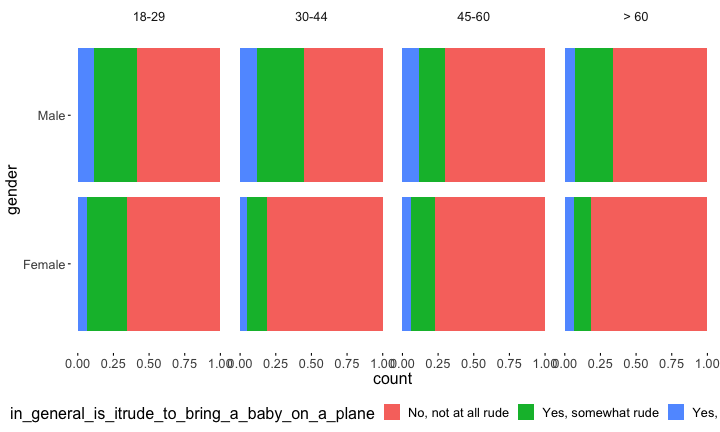 18-29 30-44 45-60 > 60
gender
Male
Female
0.00 0.25 0.50 0.75 1.00 0.00 0.25 0.50 0.75 1.00 0.00 0.25 0.50 0.75 1.00 0.00 0.25 0.50 0.75 1.00
count
in_general_is_itrude_to_bring_a_baby_on_a_plane No, not at all rude Yes, somewhat rude Yes,